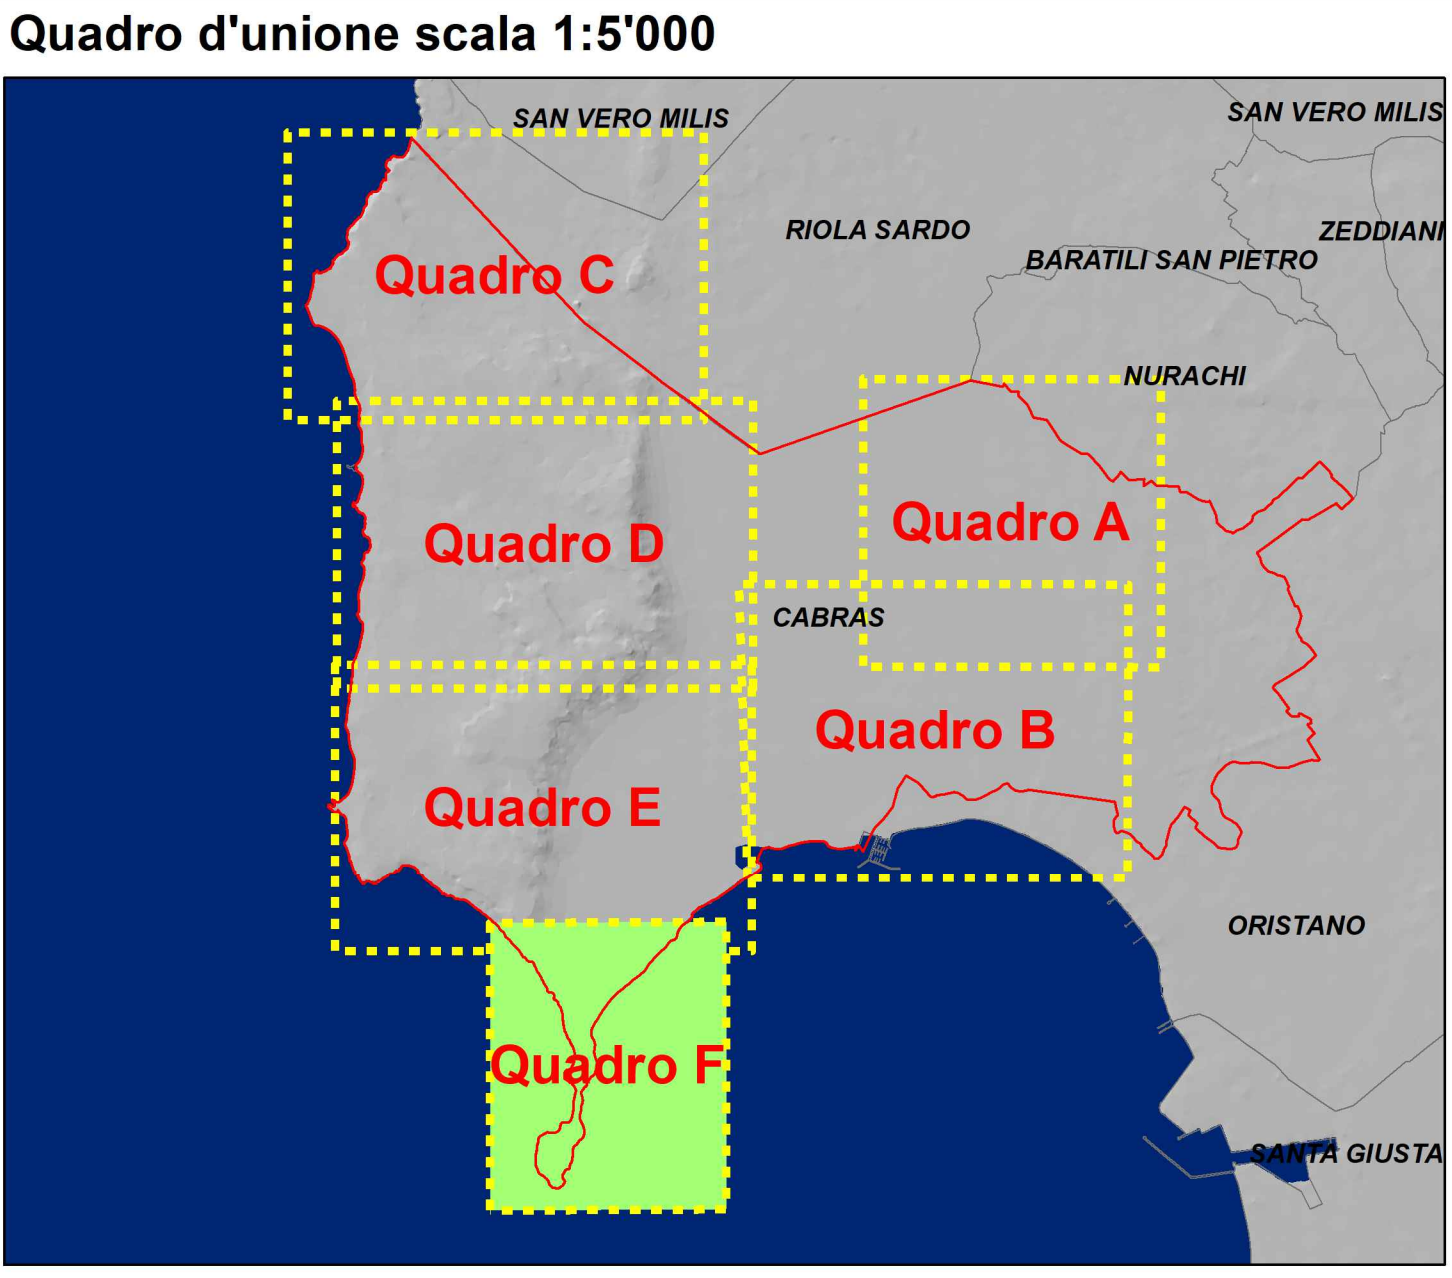 Quadro d'unione scala 1:5'000
SAN VERO MILIS
SAN VERO MILIS
RIOLA SARDO
ZEDDIANI
BARATILI SAN PIETRO
Quadro C
NURACHI
Quadro A
Quadro D
CABRAS
Quadro B
Quadro E
ORISTANO
Quadro F
SANTA GIUSTA